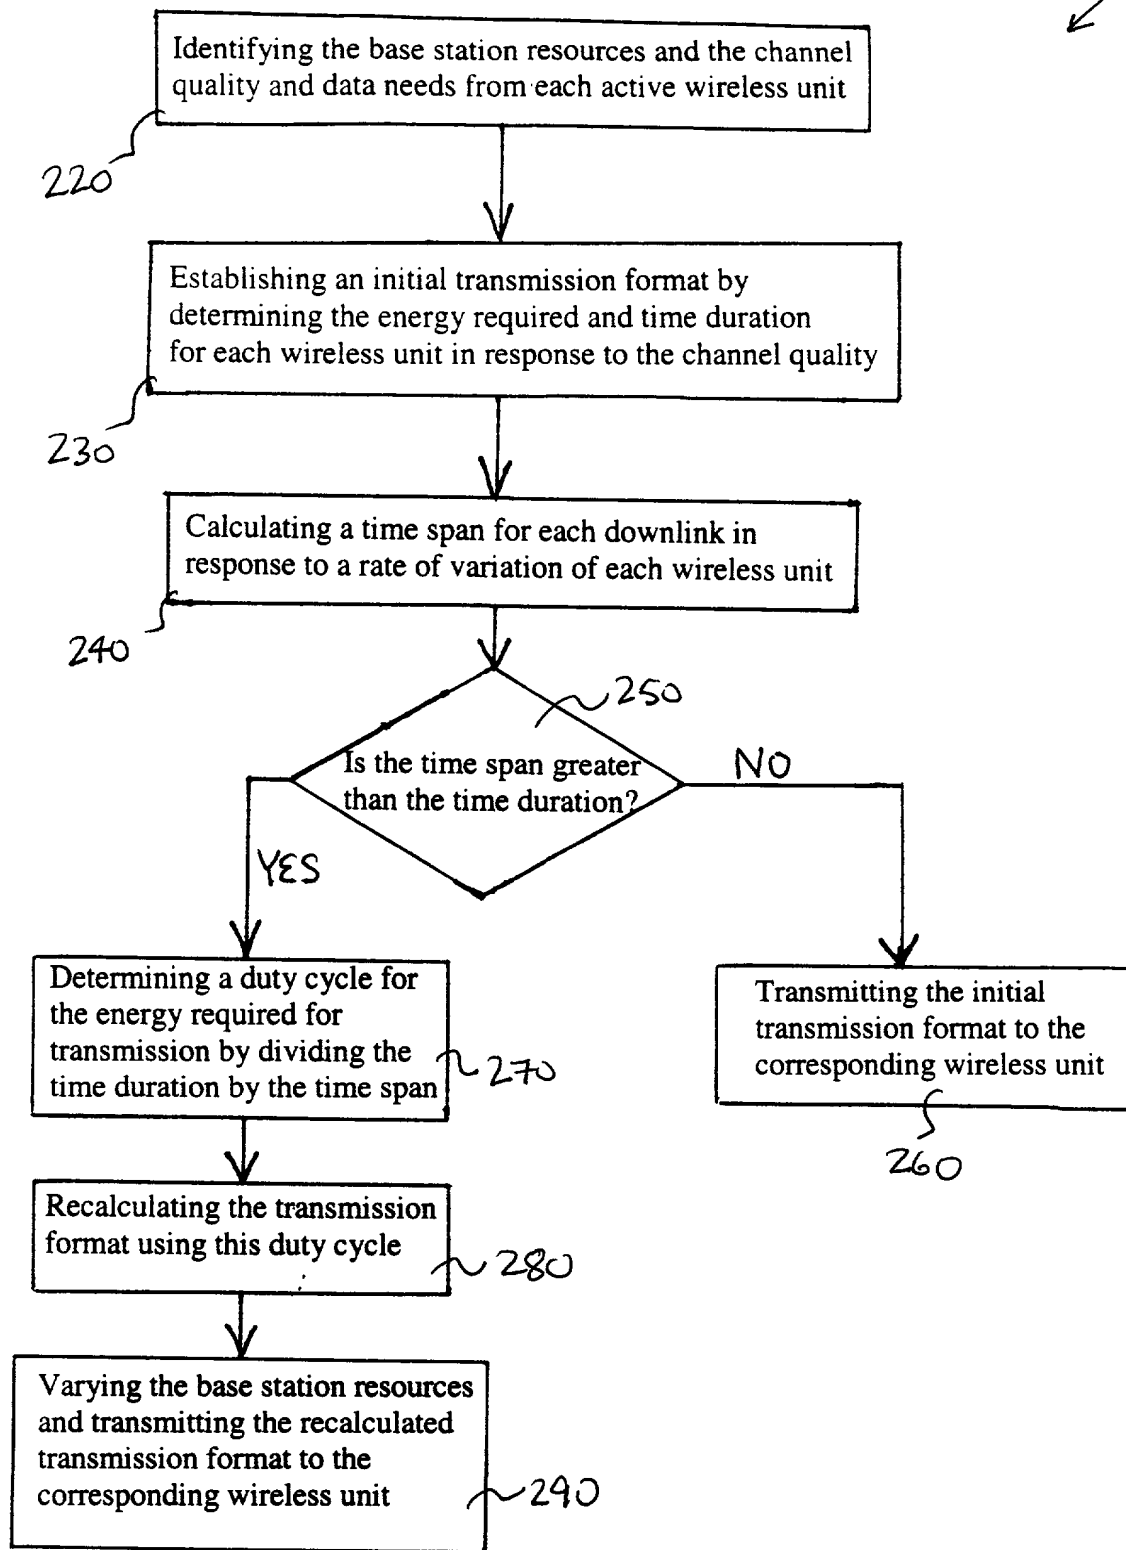 Identifying the base station resources and the channel
quality and data needs from each active wireless unit
220
Establishing an initial transmission format by
determining the energy required and time duration
for each wireless unit in response to the channel quality
230
Calculating a time span for each downlink in
response to a rate of variation of each wireless unit
240
250
Is the time span greater
than the time duration?
NO
YES
Determining a duty cycle for
the energy required for
transmission by dividing the
time duration by the time span
270
Transmitting the initial
transmission format to the
corresponding wireless unit
260
Recalculating the transmission
format using this duty cycle
280
Varying the base station resources
and transmitting the recalculated
transmission format to the
corresponding wireless unit
290